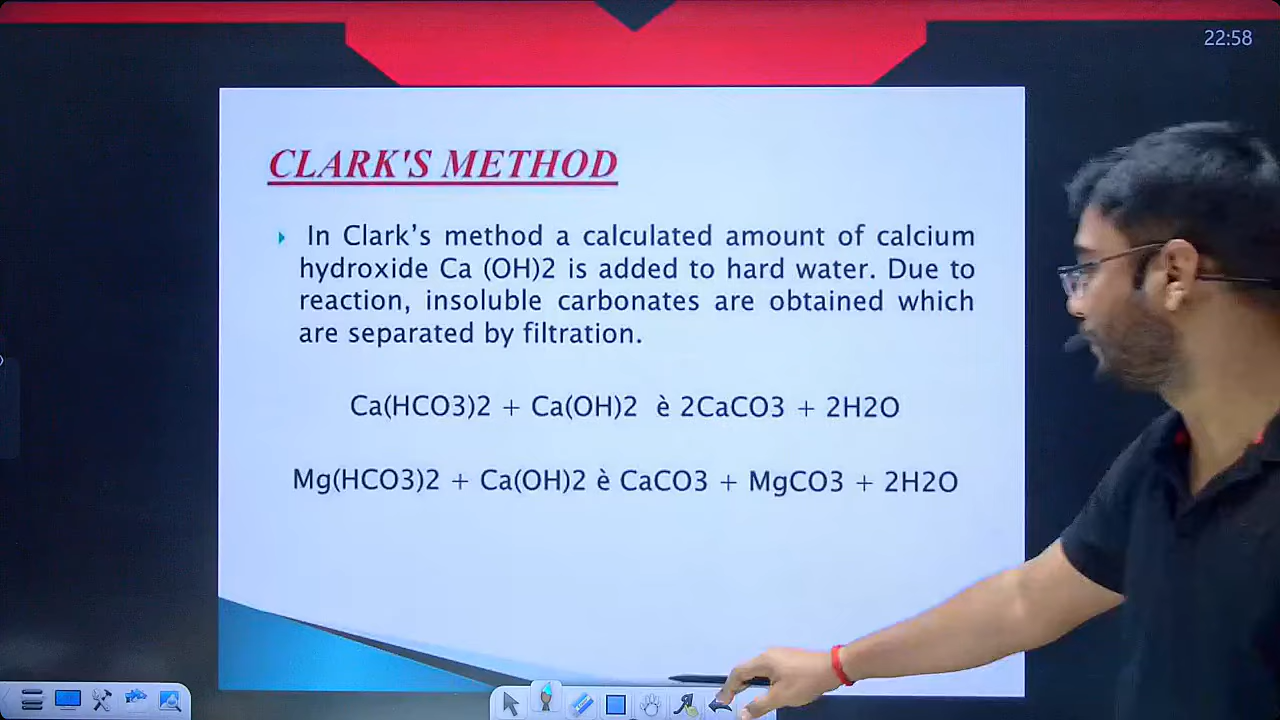 22:58
CLARK'S METHOD
In Clark’s method a calculated amount of calcium
hydroxide Ca (OH)2 is added to hard water. Due to
reaction, insoluble carbonates are obtained which
are separated by filtration.
Ca(HCO3)2 + Ca(OH)2 è 2CaCO3 + 2H2O
Mg(HCO3)2 + Ca(OH)2 è CaCO3 + MgCO3 + 2H2O